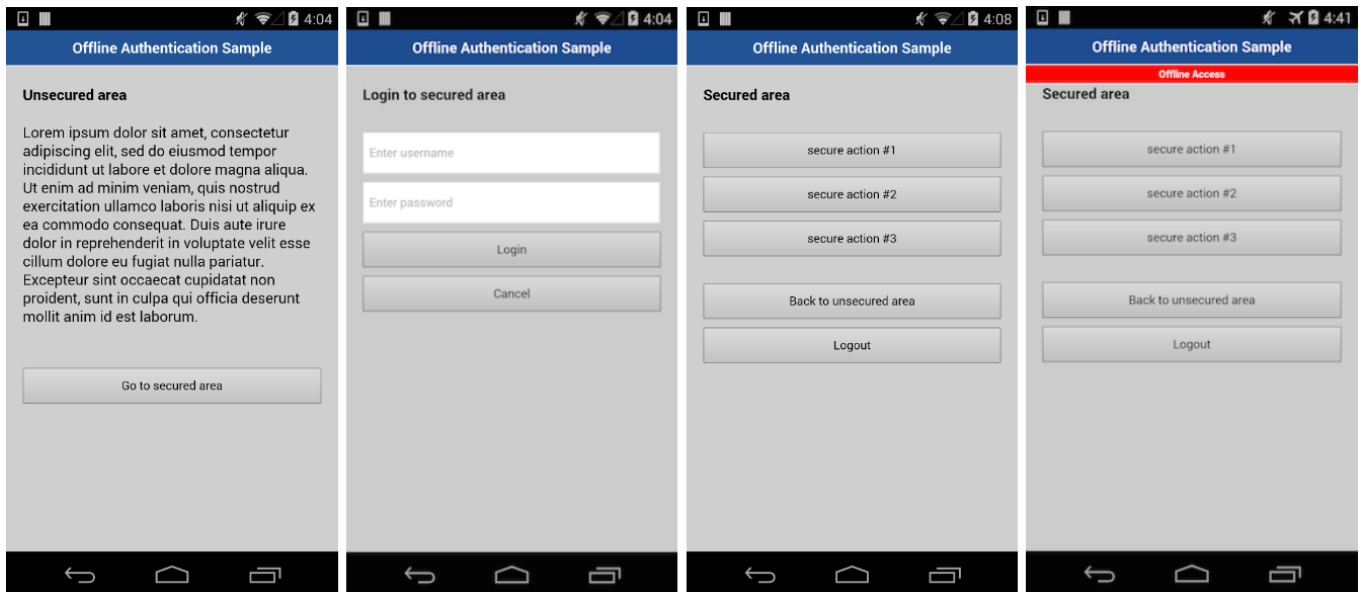 4:04
Offline Authentication Sample
Unsecured area
Lorem ipsum dolor sit amet, consectetur
adipiscing elit, sed do eiusmod tempor
incididunt ut labore et dolore magna aliqua.
Ut enim ad minim veniam, quis nostrud
exercitation ullamco laboris nisi ut aliquip ex
ea commodo consequat. Duis aute irure
dolor in reprehenderit in voluptate velit esse
cillum dolore eu fugiat nulla pariatur.
Excepteur sint occaecat cupidatat non
proident, sunt in culpa qui officia deserunt
mollit anim id est laborum.
Go to secured area
4:04
Offline Authentication Sample
Login to secured area
Enter username
Enter password
Login
Cancel
4:08
Offline Authentication Sample
Secured area
secure action #1
secure action #2
secure action #3
Back to unsecured area
Logout
4:41
Offline Authentication Sample
Offline Access
Secured area
secure action #1
secure action #2
secure action #3
Back to unsecured area
Logout